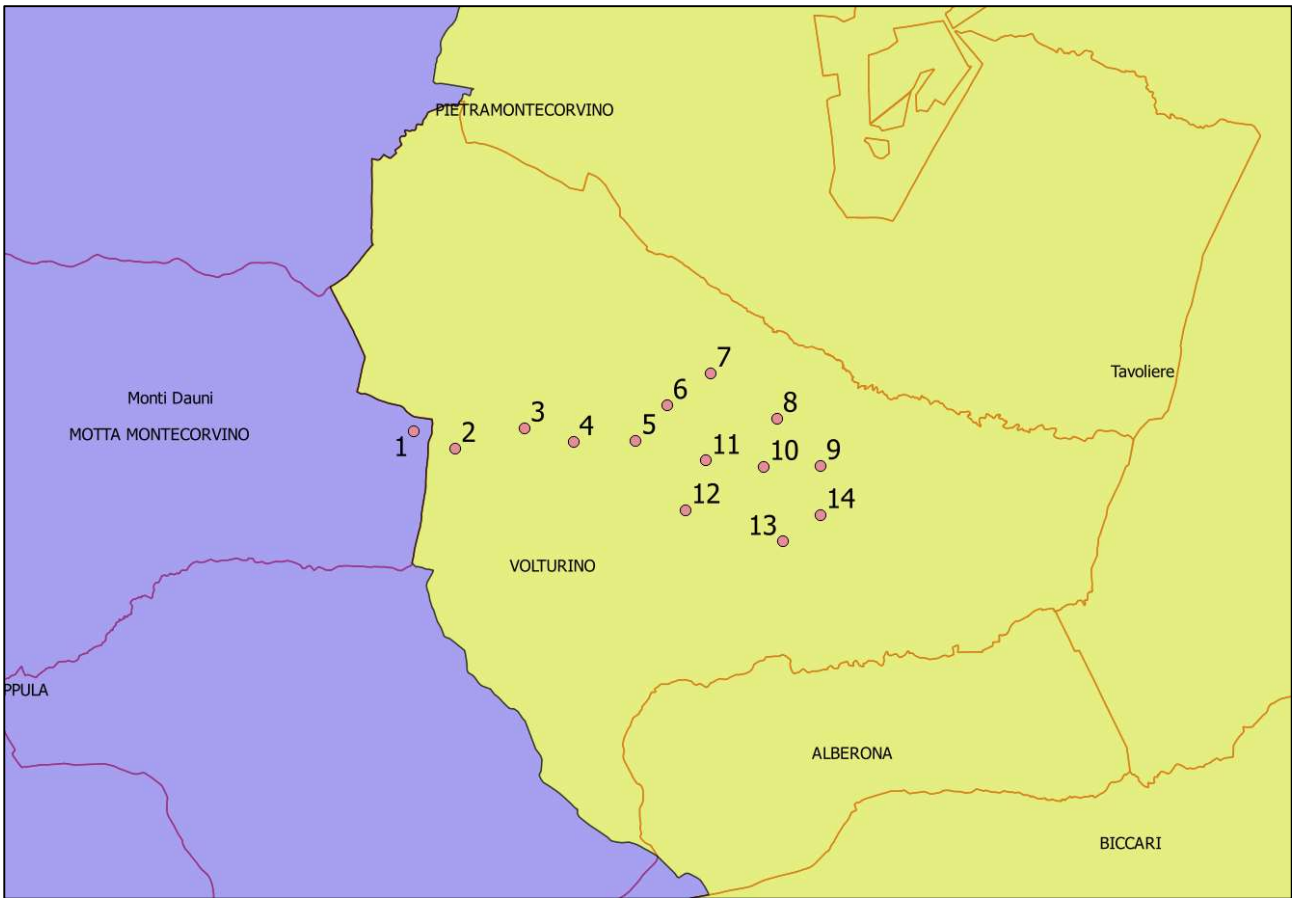 PIETRAMONTECORVINO
Tavoliere
7
Monti Dauni
6
8
3
MOTTA MONTECORVINO
4
5
1
2
11
10
9
12
14
13
VOLTURINO
PPULA
ALBERONA
BICCARI